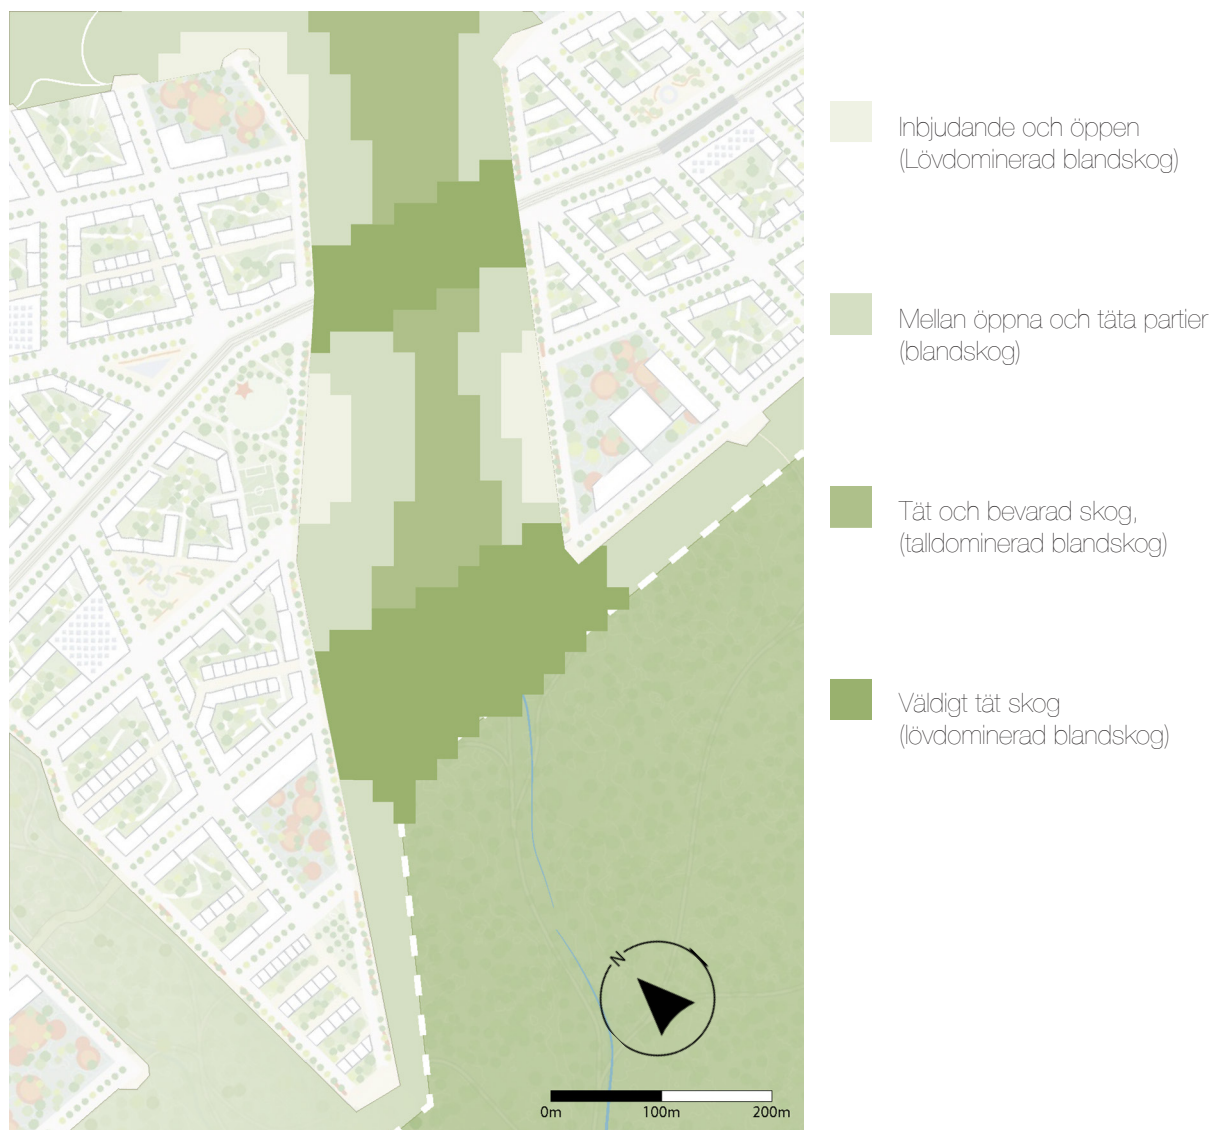 Inbjudande och öppen
(Lövdominerad blandskog)
Mellan öppna och täta partier
(blandskog)
Tät och bevarad skog,
(talldominerad blandskog)
Väldigt tät skog
(lövdominerad blandskog)
N
0m 100m 200m